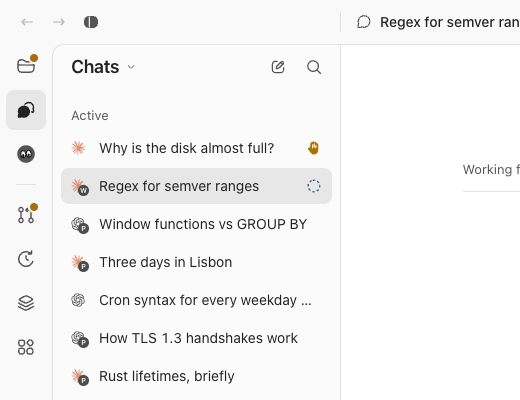 Regex for semver ran
Chats
Active
Why is the disk almost full?
W
Regex for semver ranges
Working f
P
Window functions vs GROUP BY
P
Three days in Lisbon
Cron syntax for every weekday ...
P
How TLS 1.3 handshakes work
P
Rust lifetimes, briefly